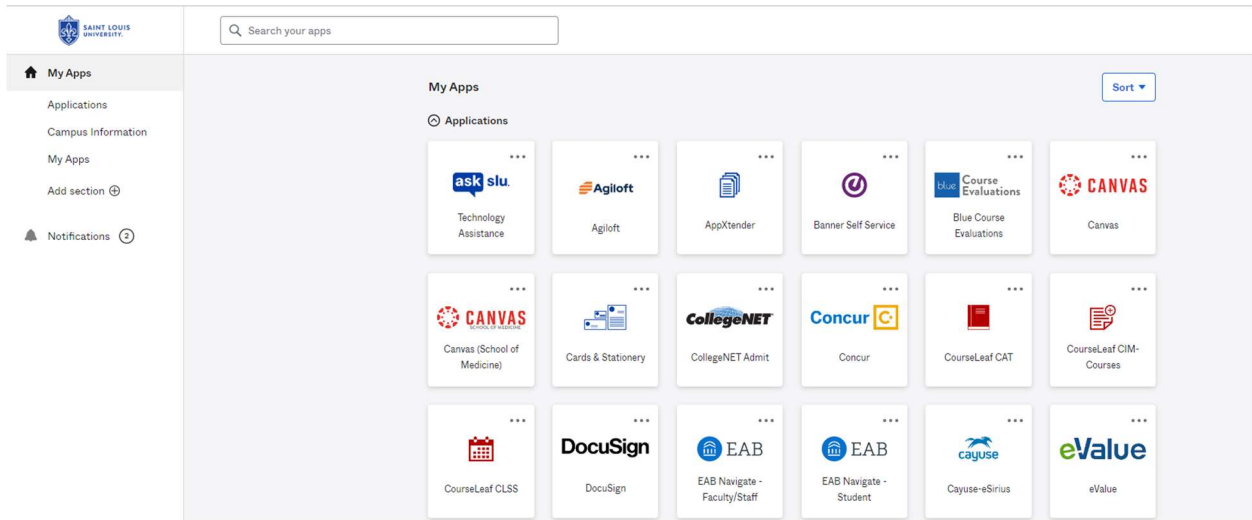 SAINT LOUIS
UNIVERSITY.
Search your apps
My Apps
Applications
Campus Information
My Apps
Add section
Notifications 2
My Apps
Sort
Applications
ask slu.
Technology
Assistance
Agiloft
Agiloft
AppXtender
Banner Self Service
blue Course
Evaluations
Blue Course
Evaluations
CANVAS
Canvas
CANVAS
SCHOOL OF MEDICINE
Canvas (School of
Medicine)
Cards & Stationery
CollegeNET
CollegeNET Admit
Concur C
Concur
CourseLeaf CAT
CourseLeaf CIM-
Courses
CourseLeaf CLSS
DocuSign
DocuSign
EAB
EAB Navigate -
Faculty/Staff
EAB
EAB Navigate -
Student
cayuse
Cayuse-eSirius
eValue
eValue